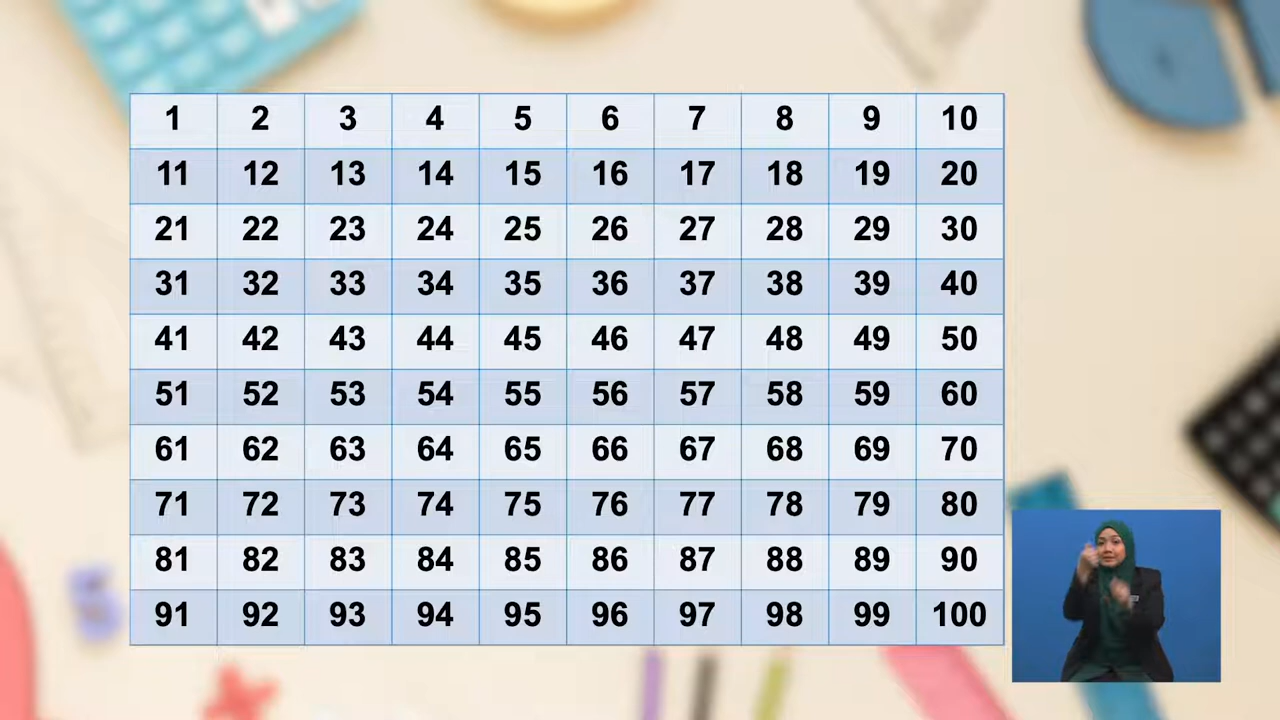 1 2 3 4 5 6 7 8 9 10
11 12 13 14 15 16 17 18 19 20
21 22 23 24 25 26 27 28 29 30
31 32 33 34 35 36 37 38 39 40
41 42 43 44 45 46 47 48 49 50
51 52 53 54 55 56 57 58 59 60
61 62 63 64 65 66 67 68 69 70
71 72 73 74 75 76 77 78 79 80
81 82 83 84 85 86 87 88 89 90
91 92 93 94 95 96 97 98 99 100